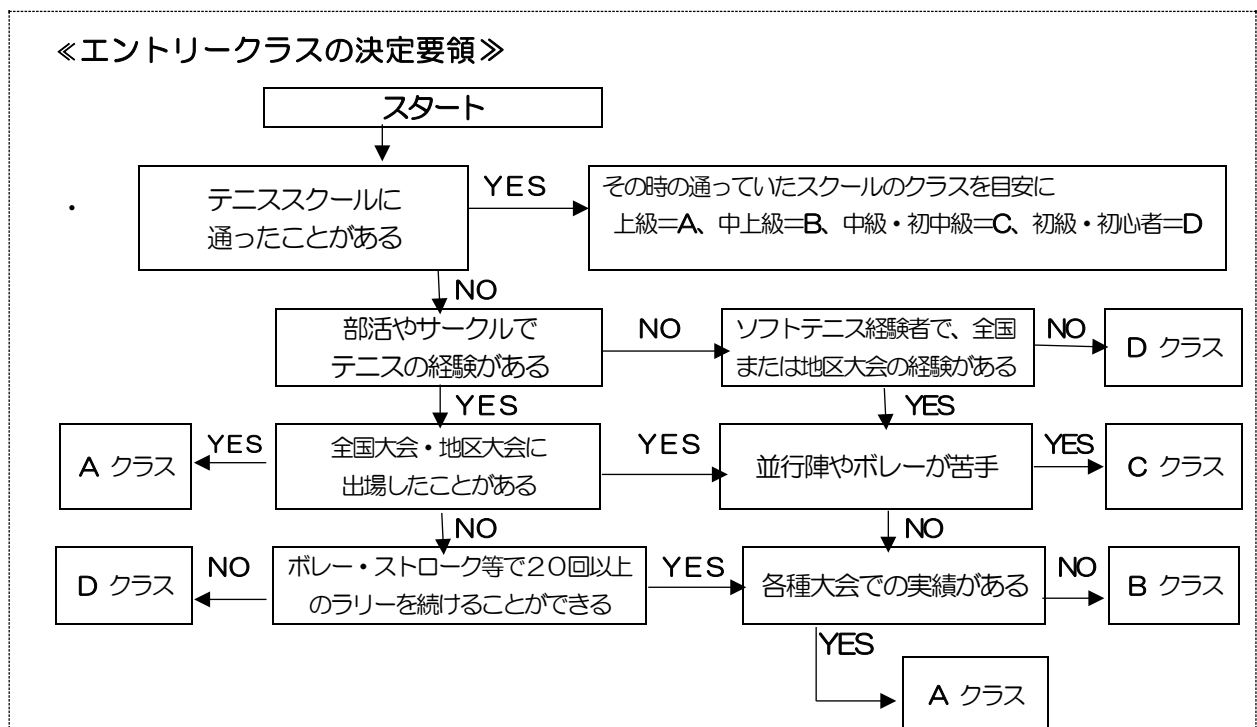 ≪エントリークラスの決定要領≫
スタート
テニススクールに
通ったことがある
YES
その時の通っていたスクールのクラスを目安に
上級=A、中上級=B、中級・初中級=C、初級・初心者=D
・
NO
部活やサークルで
テニスの経験がある
NO
ソフトテニス経験者で、全国
または地区大会の経験がある
NO
D クラス
YES
YES
A クラス
YES
全国大会・地区大会に
出場したことがある
YES
並行陣やボレーが苦手
YES
C クラス
NO
NO
D クラス
NO
ボレー・ストローク等で20回以上
のラリーを続けることができる
YES
各種大会での実績がある
NO
B クラス
YES
A クラス